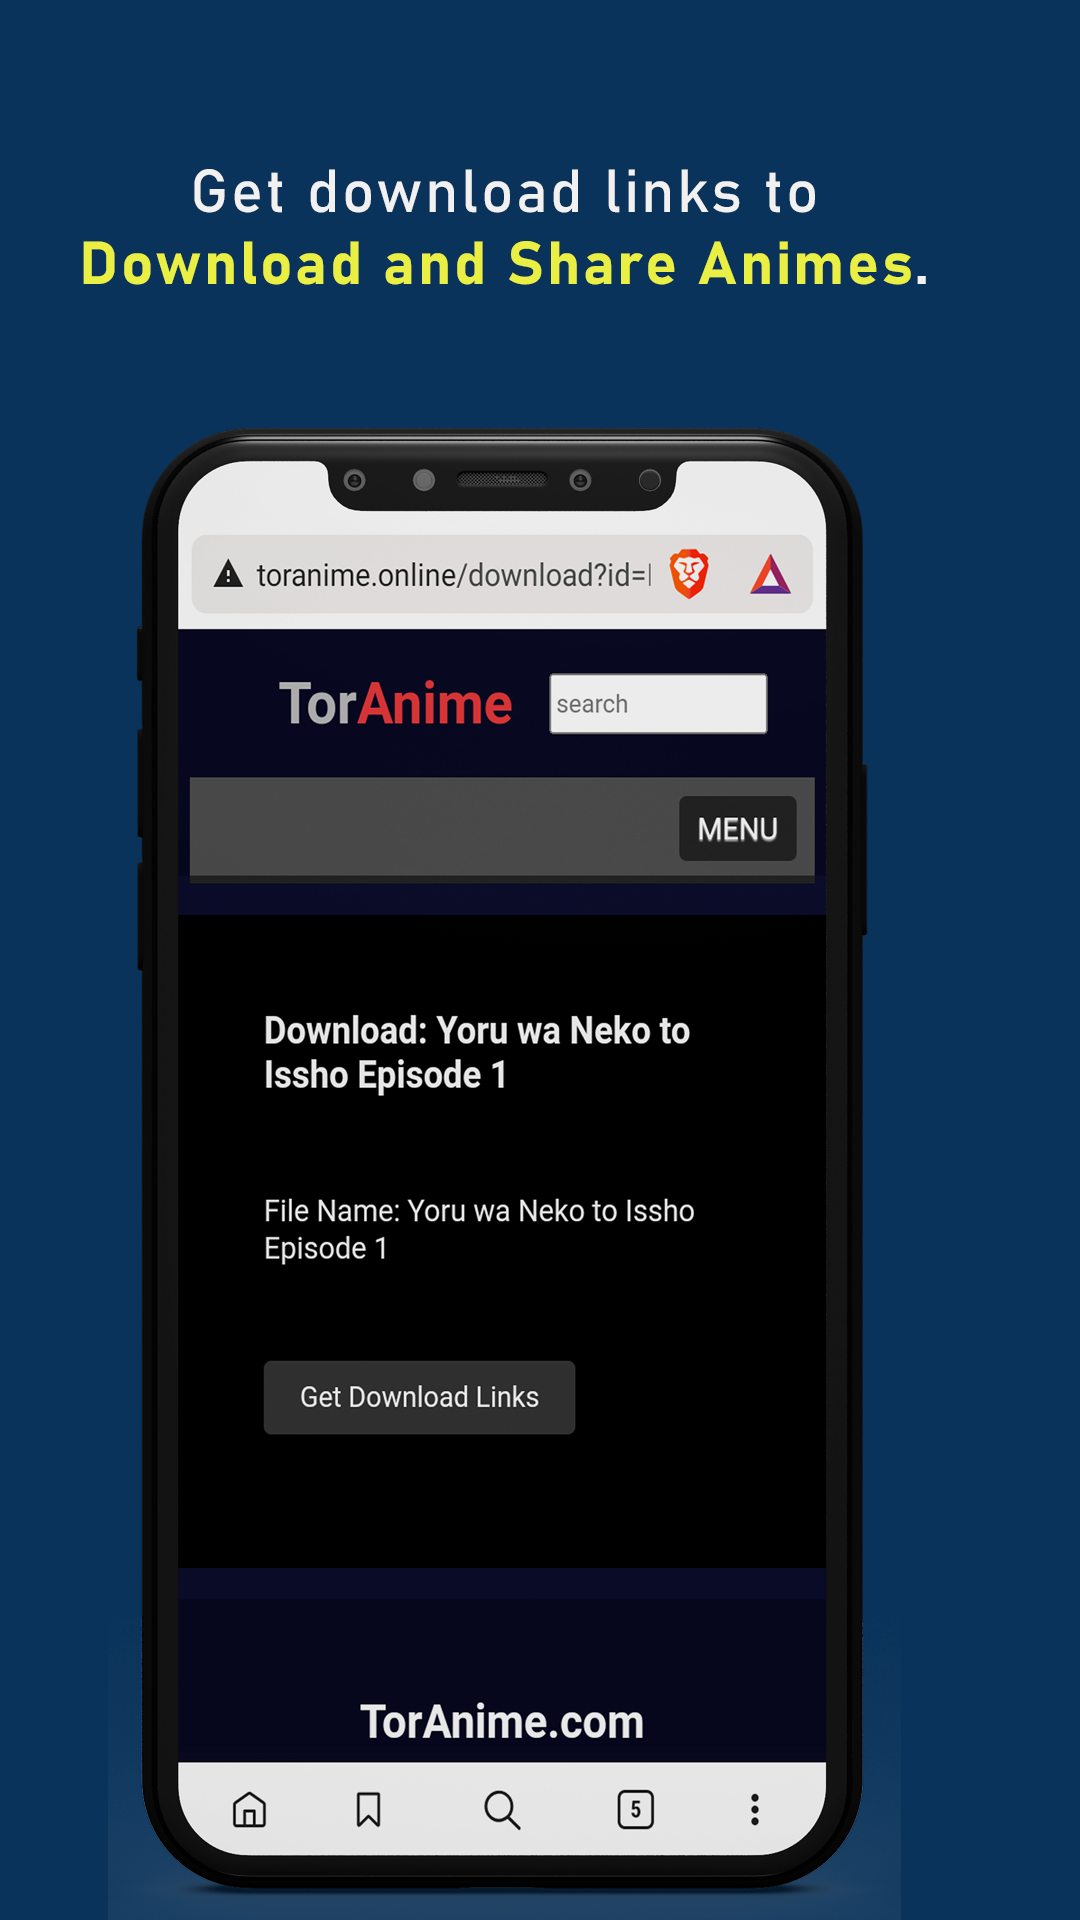 Get download links to
Download and Share Animes.
toranime.online/download?id=
TorAnime
search
MENU
Download: Yoru wa Neko to
Issho Episode 1
File Name: Yoru wa Neko to Issho
Episode 1
Get Download Links
TorAnime.com
5